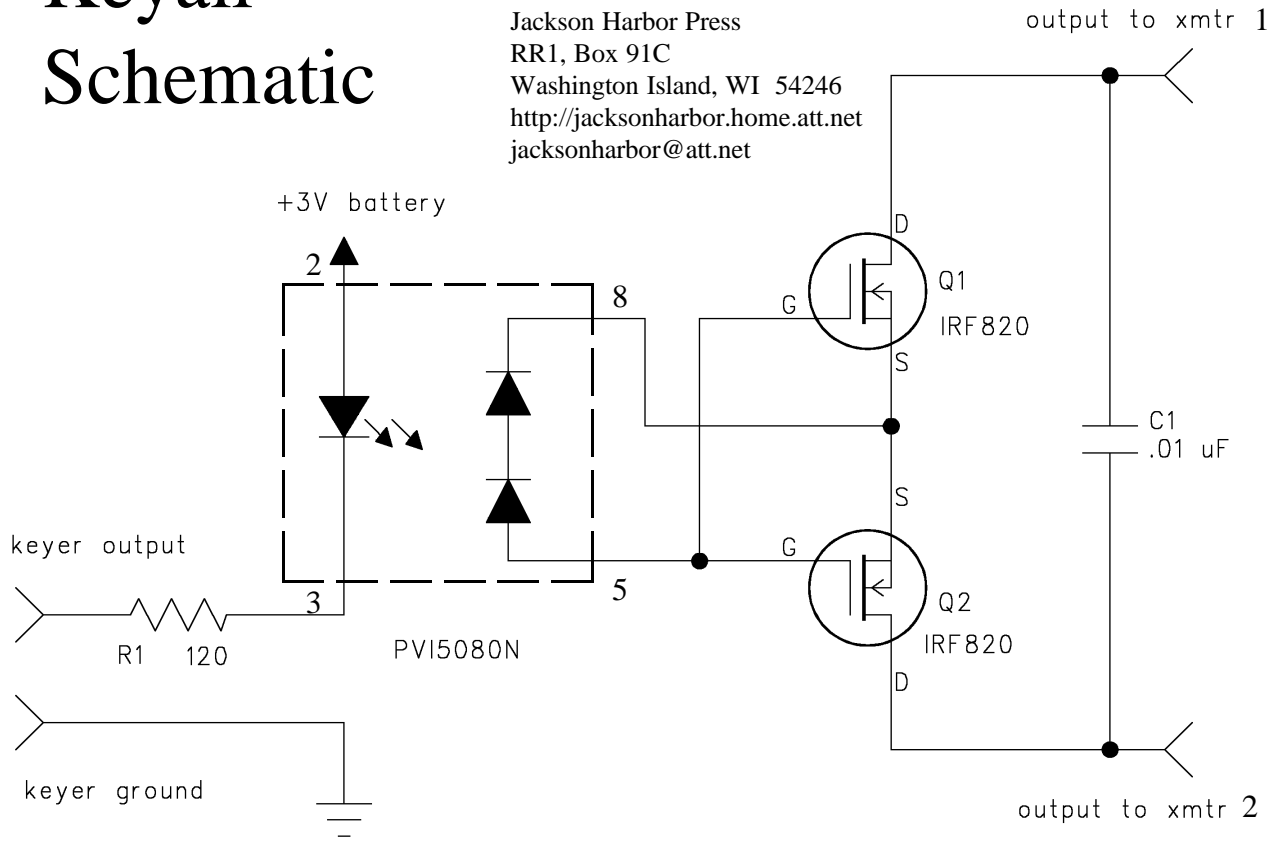 Schematic
Jackson Harbor Press
RR1, Box 91C
Washington Island, WI 54246
http://jacksonharbor.home.att.net
jacksonharbor@att.net
output to xmtr 1
+3V battery
2
8
D
G
Q1
IRF820
S
C1
.01 uF
S
keyer output
G
3
5
Q2
IRF820
R1 120
PVI5080N
D
keyer ground
output to xmtr 2